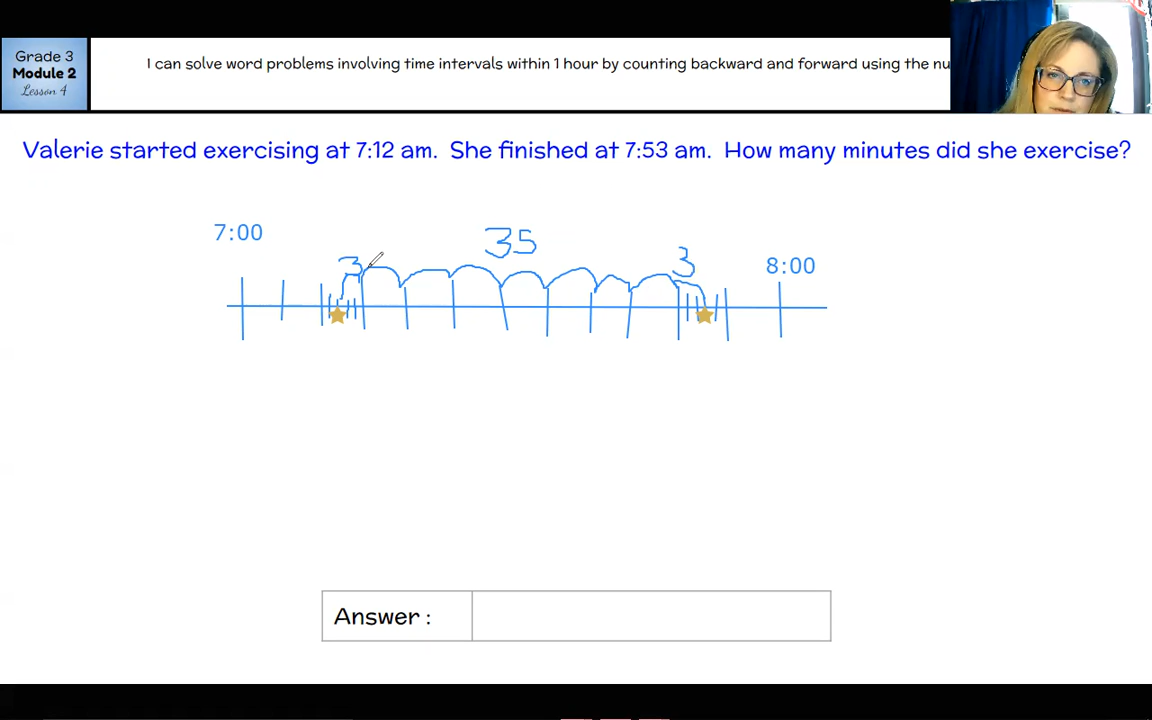 Grade 3
Module 2
Lesson 4
I can solve word problems involving time intervals within 1 hour by counting backward and forward using the nu
Valerie started exercising at 7:12 am. She finished at 7:53 am. How many minutes did she exercise?
7:00
3
35
3
8:00
Answer :